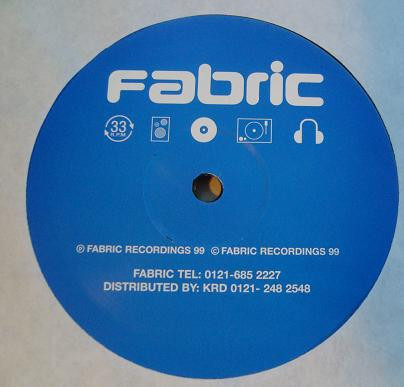 Fabric
33
R.P.M
℗ FABRIC RECORDINGS 99 © FABRIC RECORDINGS 99
FABRIC TEL: 0121-685 2227
DISTRIBUTED BY: KRD 0121- 248 2548